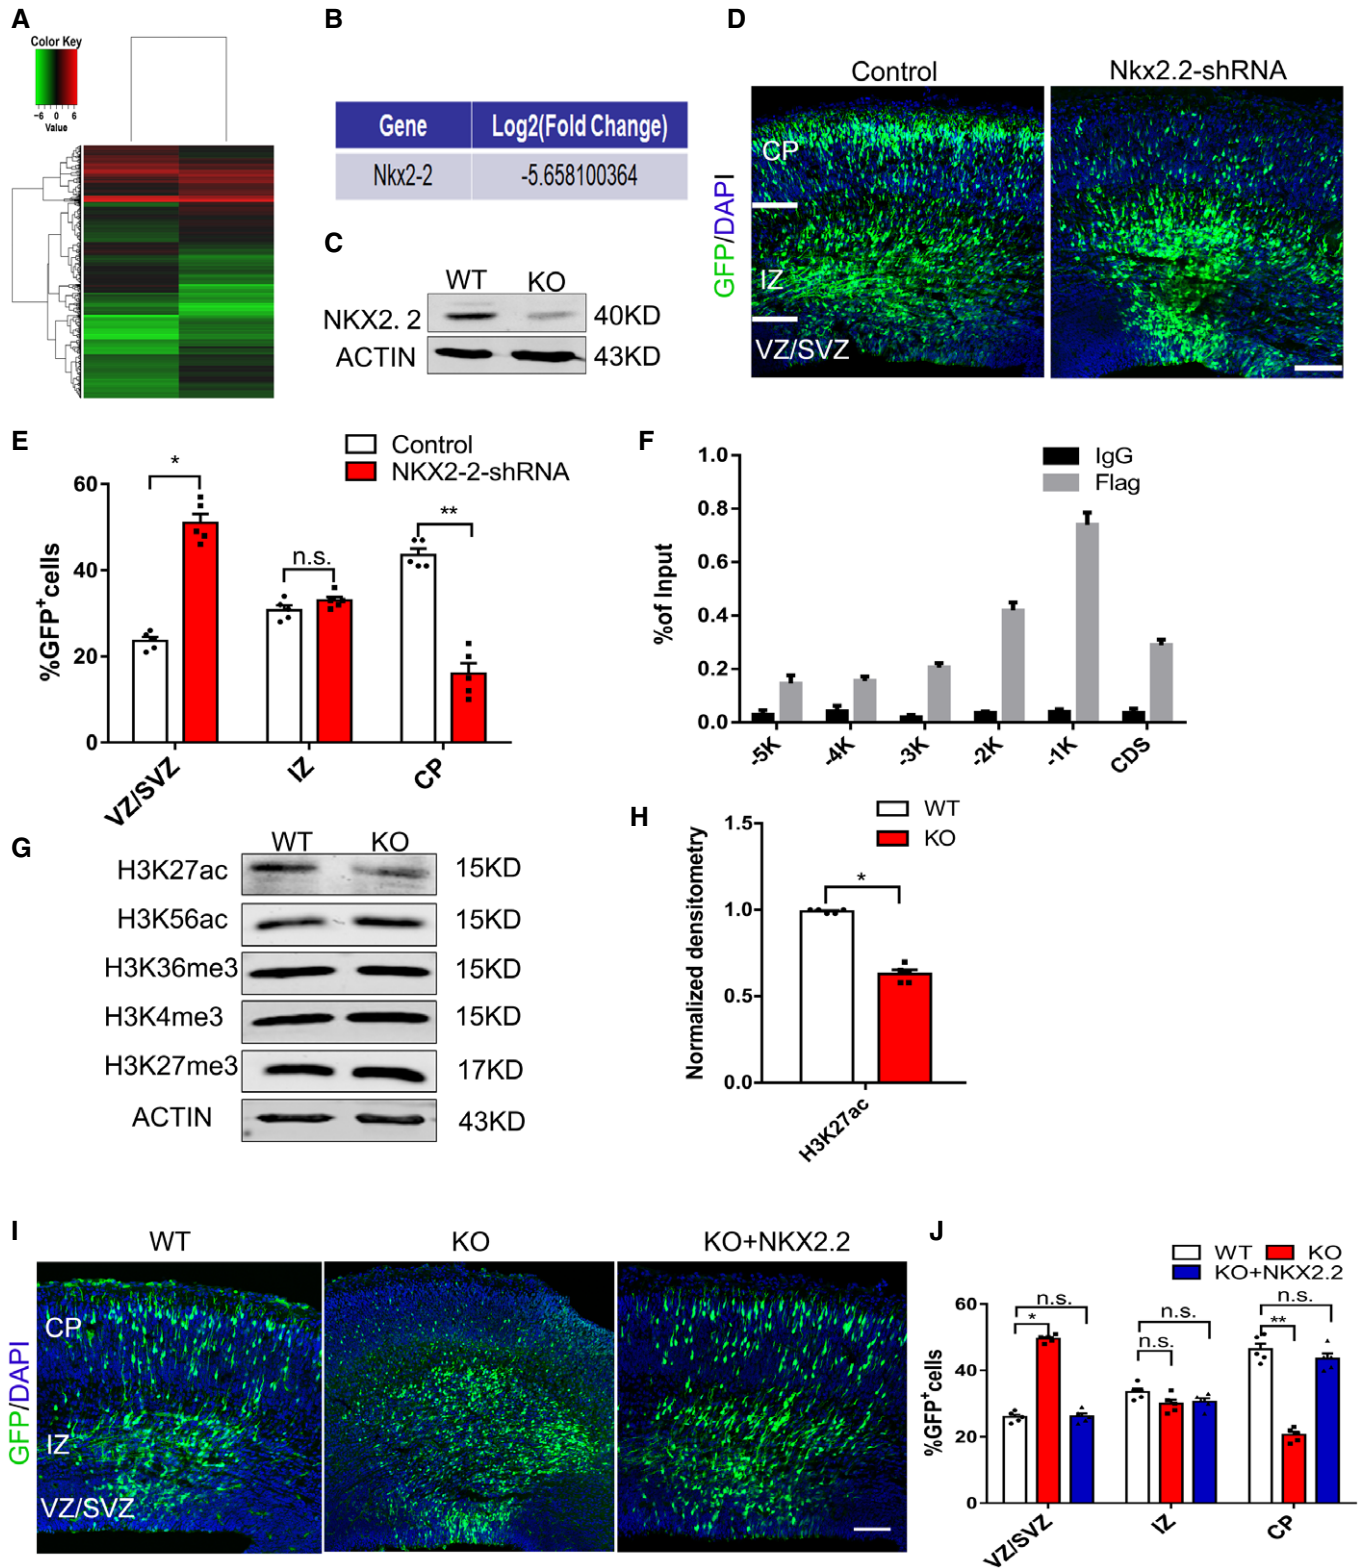 A
Color Key
−6 0 6
Value
B
Gene Log2(Fold Change)
Nkx2-2 -5.658100364
C
WT KO
NKX2. 2 40KD
ACTIN 43KD
D
Control Nkx2.2-shRNA
GFP/DAPI
CP
IZ
VZ/SVZ
E
Control
NKX2-2-shRNA
%GFP+cells
60
40
20
0
*
n.s.
**
VZ/SVZ IZ CP
F
IgG
Flag
%of Input
1.0
0.8
0.6
0.4
0.2
0.0
-5K -4K -3K -2K -1K CDS
G
WT KO
H3K27ac 15KD
H3K56ac 15KD
H3K36me3 15KD
H3K4me3 15KD
H3K27me3 17KD
ACTIN 43KD
H
WT
KO
Normalized densitometry
1.5
1.0
0.5
0.0
*
H3K27ac
I
WT KO KO+NKX2.2
GFP/DAPI
CP
IZ
VZ/SVZ
J
WT KO
KO+NKX2.2
%GFP+cells
60
40
20
0
n.s.
*
n.s.
n.s.
n.s.
**
VZ/SVZ IZ CP